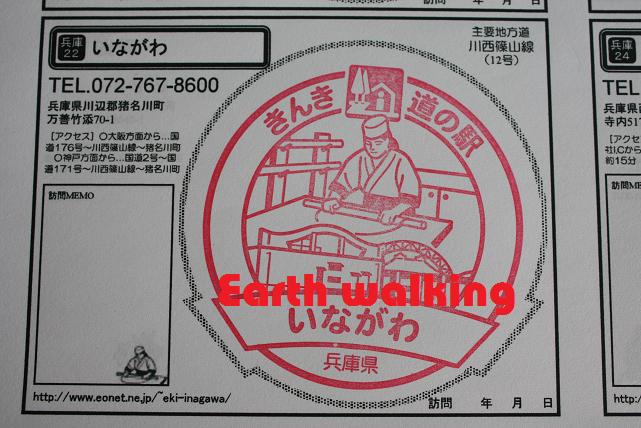 訪問 年 月 日
兵庫 22 いながわ
主要地方道
川西篠山線
(12号)
TEL.072-767-8600
兵庫県川辺郡猪名川町
万善竹添70-1
[アクセス] ○大阪方面から…国
道176号~川西篠山線~猪名川町
○神戸方面から…国道2号~国
道171号~川西篠山線~猪名川町
訪問MEMO
きんき 道の駅
Earth walking
いながわ
兵庫県
http://www.eonet.ne.jp/~eki-inagawa/
訪問 年 月 日
兵庫 24
TEL
兵庫県
寺内517
[アクセ
社I.Cから
約15分
訪問MEMO
http://ww